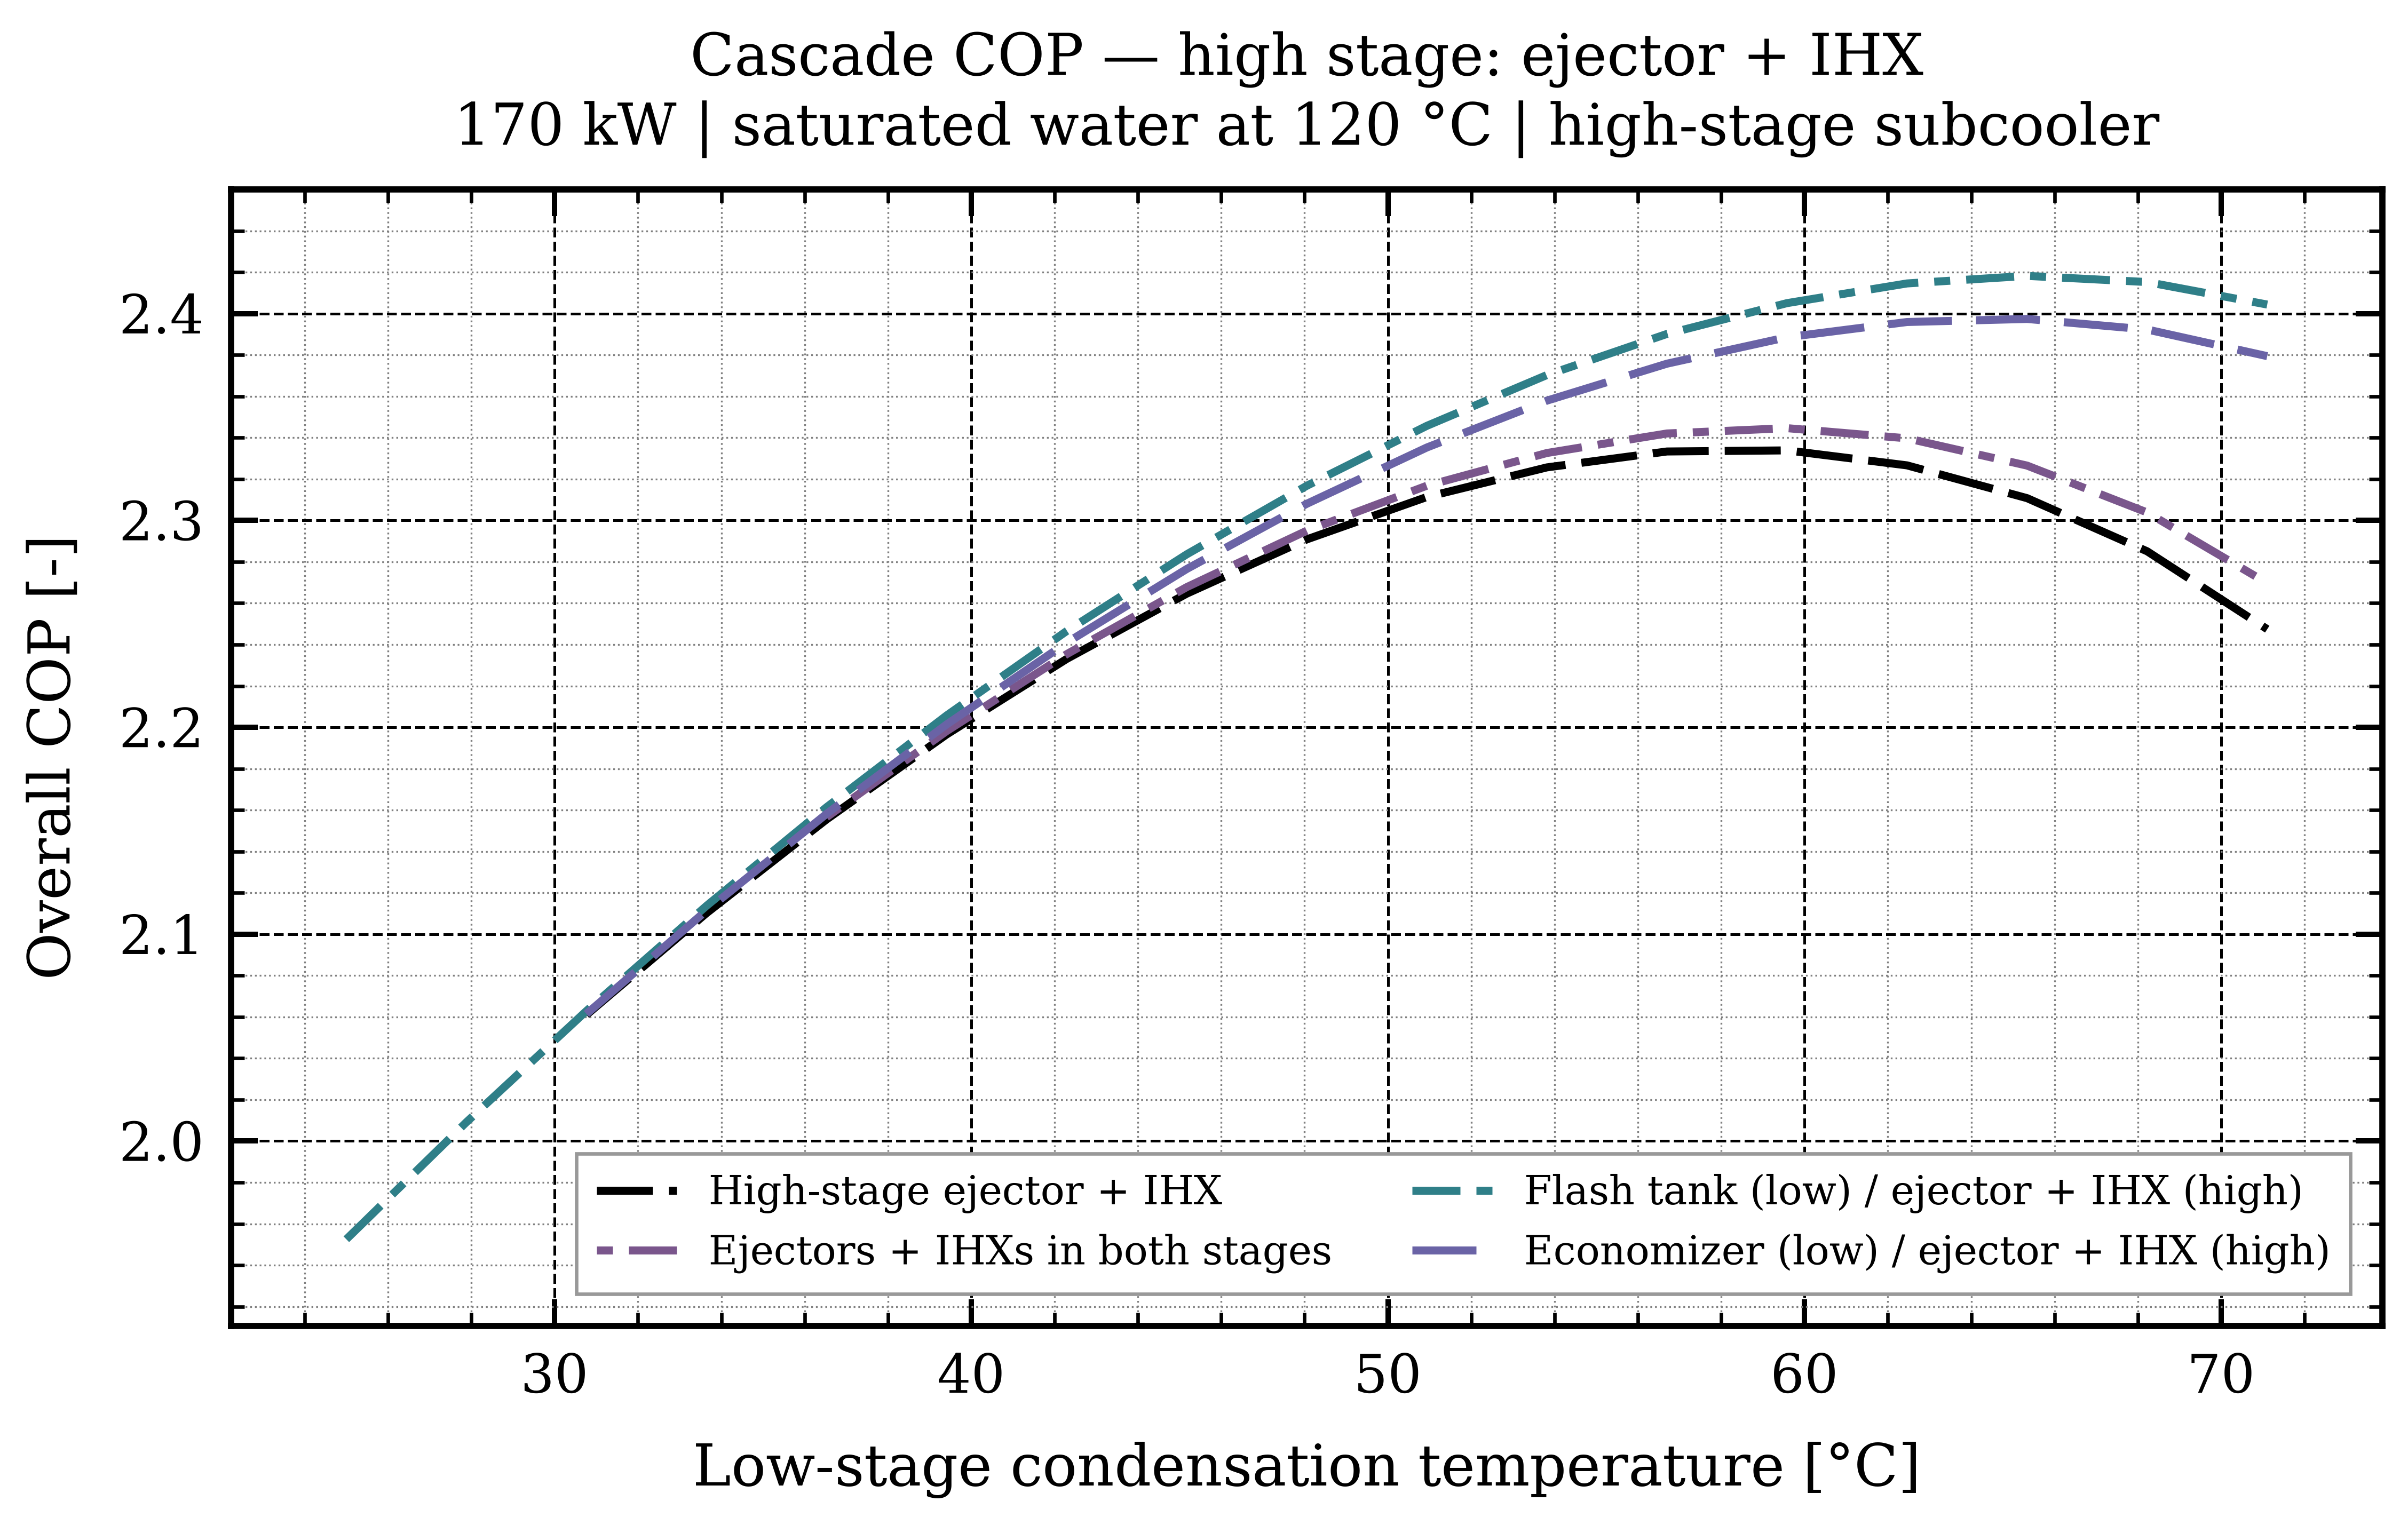 Cascade COP — high stage: ejector + IHX
170 kW | saturated water at 120 °C | high-stage subcooler
Overall COP [-]
2.4
2.3
2.2
2.1
2.0
High-stage ejector + IHX
Ejectors + IHXs in both stages
Flash tank (low) / ejector + IHX (high)
Economizer (low) / ejector + IHX (high)
30 40 50 60 70
Low-stage condensation temperature [°C]